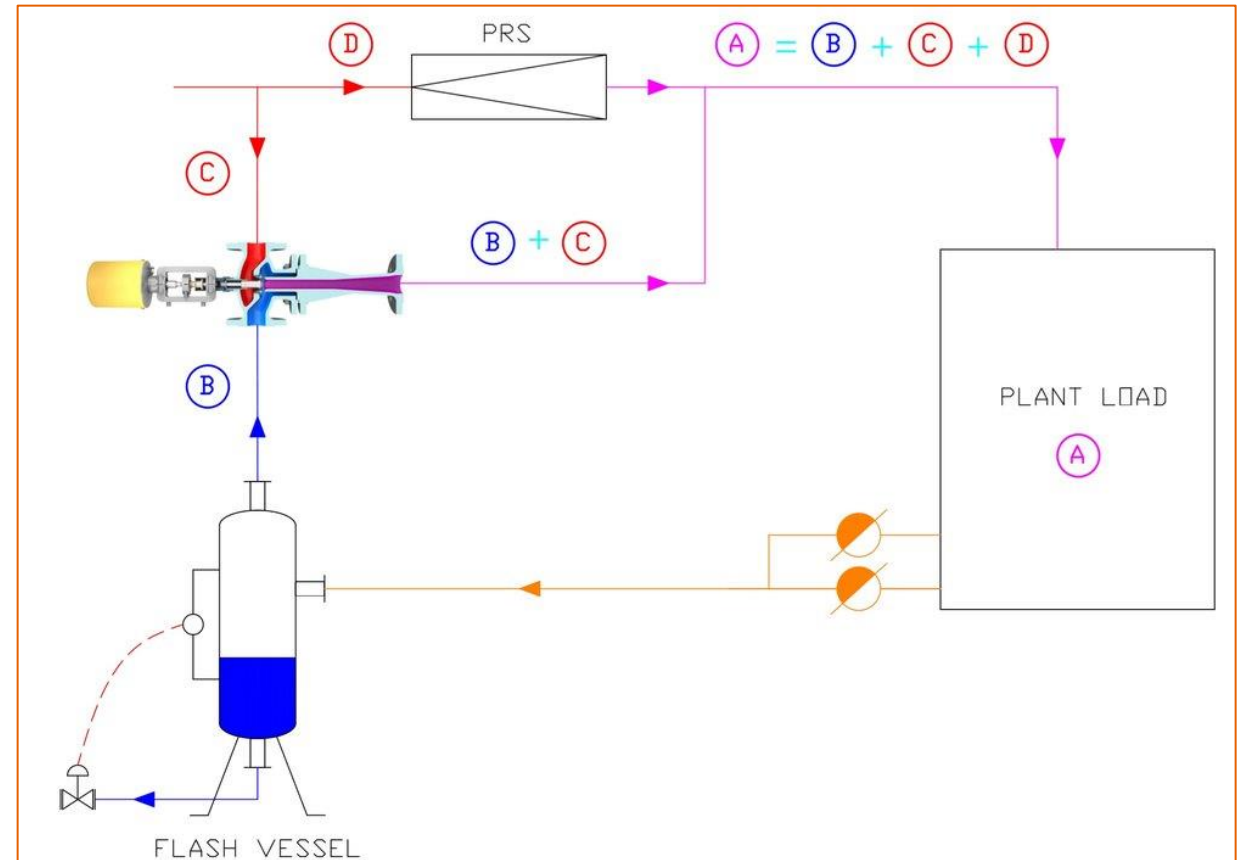 D
PRS
A = B + C + D
C
B + C
B
PLANT LOAD
A
FLASH VESSEL